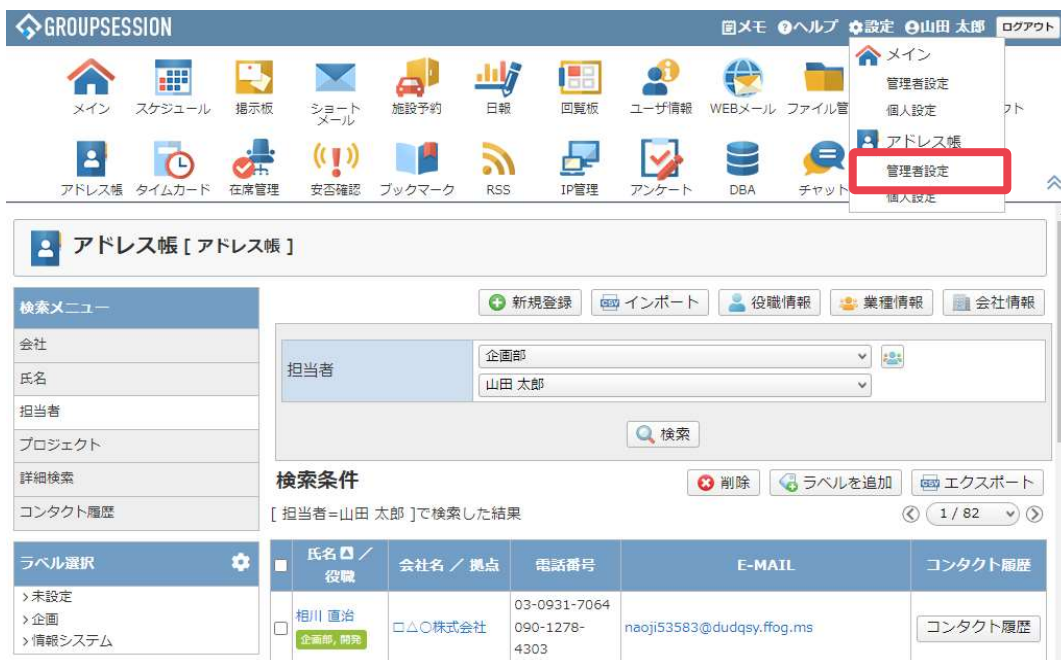 GROUPSESSION
メモ ヘルプ 設定 山田 太郎 ログアウト
メイン
管理者設定
個人設定
アドレス帳
管理者設定
個人設定
メイン スケジュール 掲示板 ショートメール 施設予約 日報 回覧板 ユーザ情報 WEBメール ファイル管
アドレス帳 タイムカード 在席管理 安否確認 ブックマーク RSS IP管理 アンケート DBA チャット
アドレス帳 [ アドレス帳 ]
検索メニュー
会社
氏名
担当者
プロジェクト
詳細検索
コンタクト履歴
ラベル選択
>未設定
>企画
>情報システム
新規登録 インポート 役職情報 業種情報 会社情報
担当者
企画部
山田 太郎
検索
検索条件
削除 ラベルを追加 エクスポート
[ 担当者=山田 太郎 ]で検索した結果
1 / 82
氏名 ／ 役職 会社名 ／ 拠点 電話番号 E-MAIL コンタクト履歴
相川 直治
企画部, 開発
□△○株式会社
03-0931-7064
090-1278-
4303
naoji53583@dudqsy.ffog.ms
コンタクト履歴